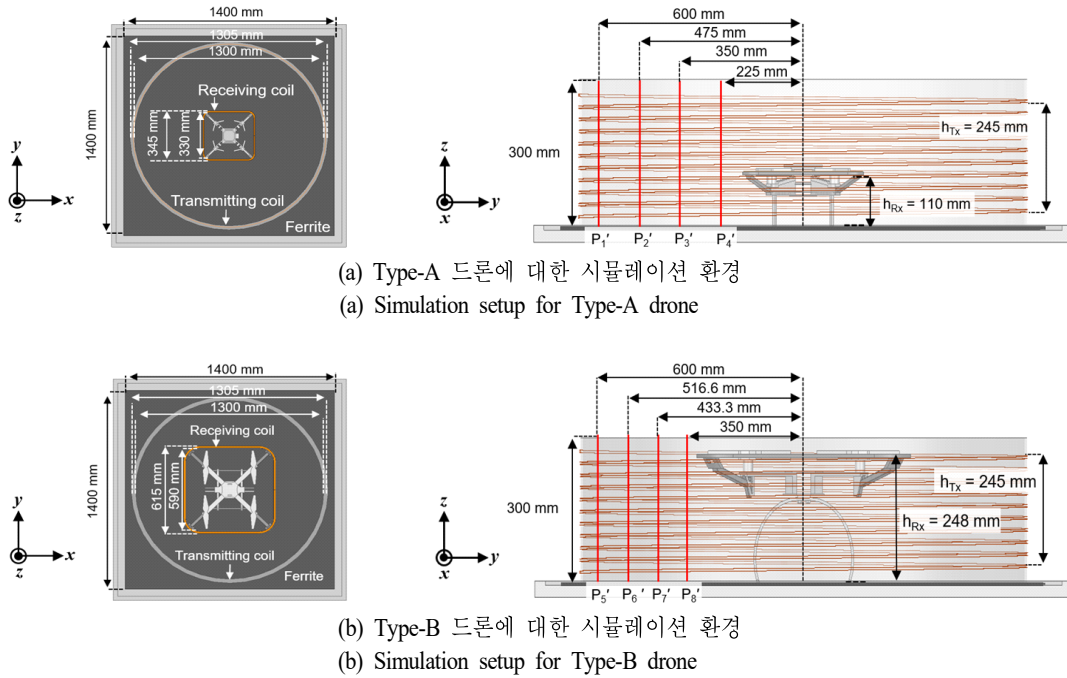 1400 mm
1305 mm
1300 mm
Receiving coil
345 mm
330 mm
1400 mm
Transmitting coil
Ferrite
y
z
x
600 mm
475 mm
350 mm
225 mm
300 mm
hTx = 245 mm
hRx = 110 mm
z
x
y
P1′ P2′ P3′ P4′
(a) Type-A 드론에 대한 시뮬레이션 환경
(a) Simulation setup for Type-A drone
1400 mm
1305 mm
1300 mm
Receiving coil
615 mm
590 mm
1400 mm
Transmitting coil
Ferrite
y
z
x
600 mm
516.6 mm
433.3 mm
350 mm
300 mm
hTx = 245 mm
hRx = 248 mm
z
x
y
P5′ P6′ P7′ P8′
(b) Type-B 드론에 대한 시뮬레이션 환경
(b) Simulation setup for Type-B drone